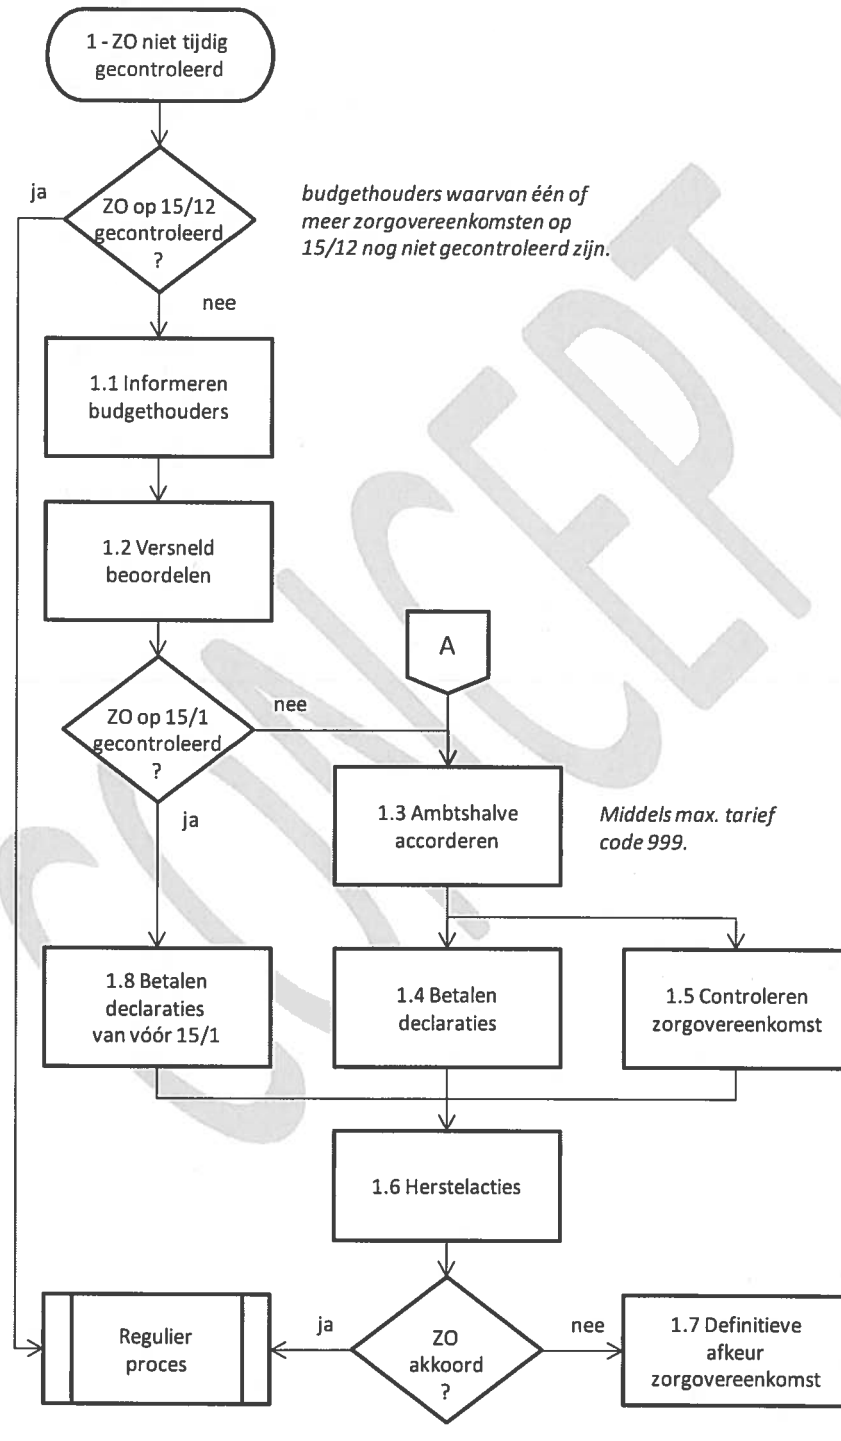 1 - ZO niet tijdig
gecontroleerd
ja
ZO op 15/12
gecontroleerd
?
budgethouders waarvan één of
meer zorgovereenkomsten op
15/12 nog niet gecontroleerd zijn.
nee
1.1 Informeren
budgethouders
1.2 Versneld
beoordelen
A
ZO op 15/1
gecontroleerd
?
nee
ja
1.3 Ambtshalve
accorderen
Middels max. tarief
code 999.
1.8 Betalen
declaraties
van vóór 15/1
1.4 Betalen
declaraties
1.5 Controleren
zorgovereenkomst
1.6 Herstelacties
Regulier
proces
ja
ZO
akkoord
?
nee
1.7 Definitieve
afkeur
zorgovereenkomst
CONCEPT